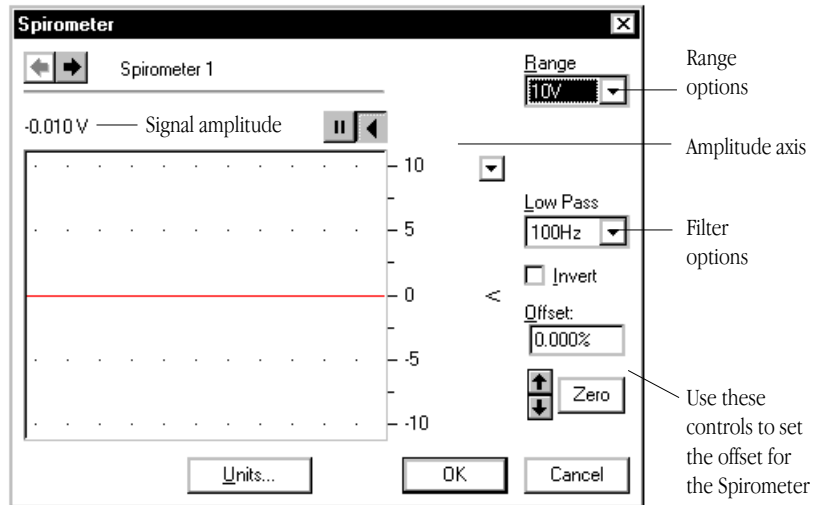 Spirometer
Spirometer 1
Range
10V
Range
options
-0.010 V
Signal amplitude
Amplitude axis
10
5
0
-5
-10
<
Low Pass
100Hz
Filter
options
Invert
Offset:
0.000%
Zero
Use these
controls to set
the offset for
the Spirometer
Units...
OK
Cancel